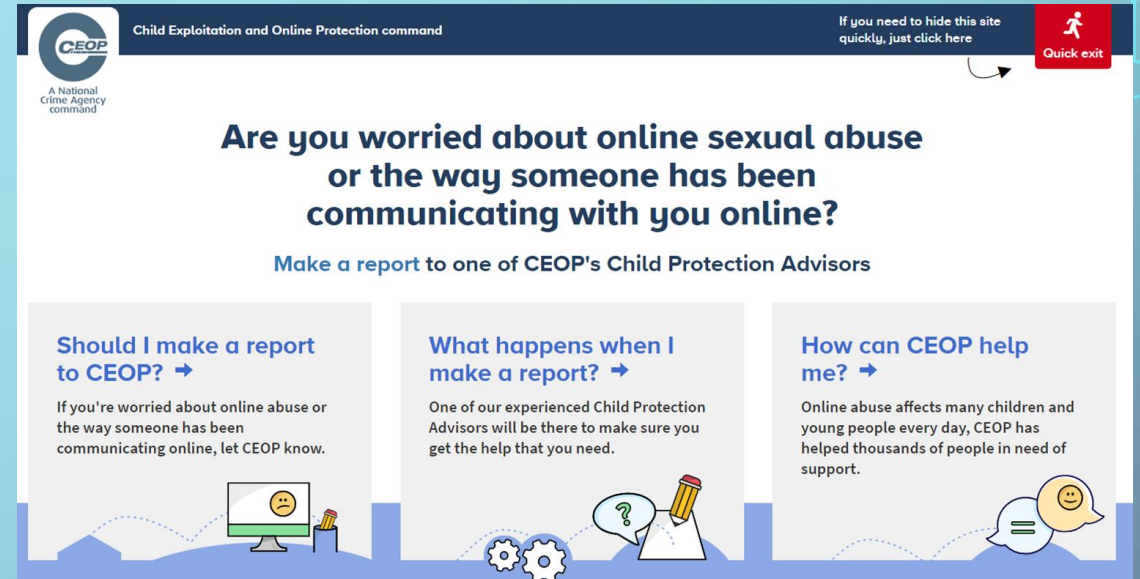 CEOP
A National
Crime Agency
command
Child Exploitation and Online Protection command
If you need to hide this site
quickly, just click here
Quick exit
Are you worried about online sexual abuse
or the way someone has been
communicating with you online?
Make a report to one of CEOP's Child Protection Advisors
Should I make a report
to CEOP? ➜
If you're worried about online abuse or
the way someone has been
communicating online, let CEOP know.
What happens when I
make a report? ➜
One of our experienced Child Protection
Advisors will be there to make sure you
get the help that you need.
?
How can CEOP help
me? ➜
Online abuse affects many children and
young people every day, CEOP has
helped thousands of people in need of
support.